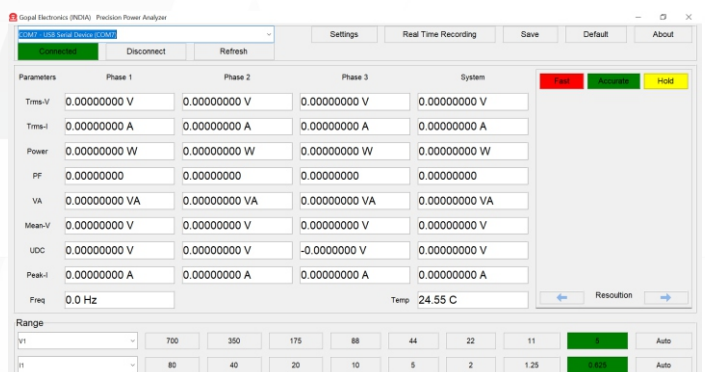 Gopal Electronics (INDIA) Precision Power Analyzer
COM7 - USB Serial Device (COM7)
Settings Real Time Recording Save Default About
Connected Disconnect Refresh
Parameters Phase 1 Phase 2 Phase 3 System
Fast Accurate Hold
Trms-V 0.00000000 V 0.00000000 V 0.00000000 V 0.00000000 V
Trms-I 0.00000000 A 0.00000000 A 0.00000000 A 0.00000000 A
Power 0.00000000 W 0.00000000 W 0.00000000 W 0.00000000 W
PF 0.00000000 0.00000000 0.00000000 0.00000000
VA 0.00000000 VA 0.00000000 VA 0.00000000 VA 0.00000000 VA
Mean-V 0.00000000 V 0.00000000 V 0.00000000 V 0.00000000 V
UDC 0.00000000 V 0.00000000 V -0.0000000 V 0.00000000 V
Peak-I 0.00000000 A 0.00000000 A 0.00000000 A 0.00000000 A
Freq 0.0 Hz Temp 24.55 C
Resoultion
Range
V1 700 350 175 88 44 22 11 Auto
I1 80 40 20 10 5 2 1.25 0.625 Auto